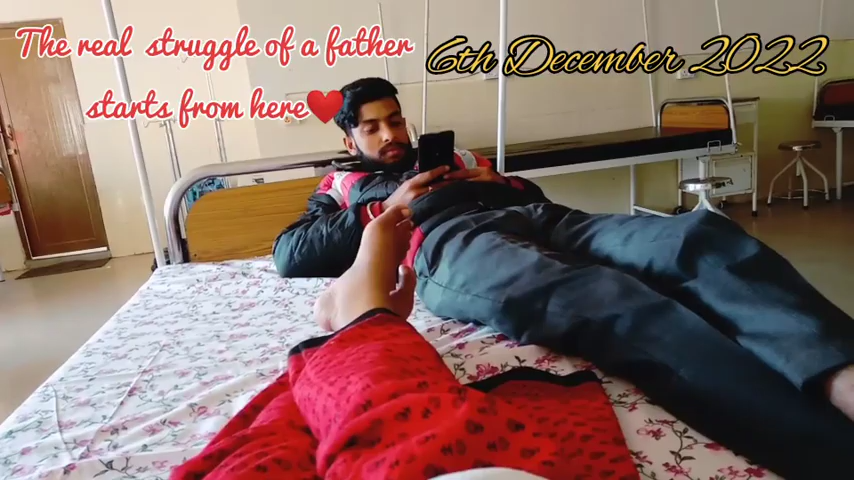 The real struggle of a father
starts from here❤️
6th December 2022